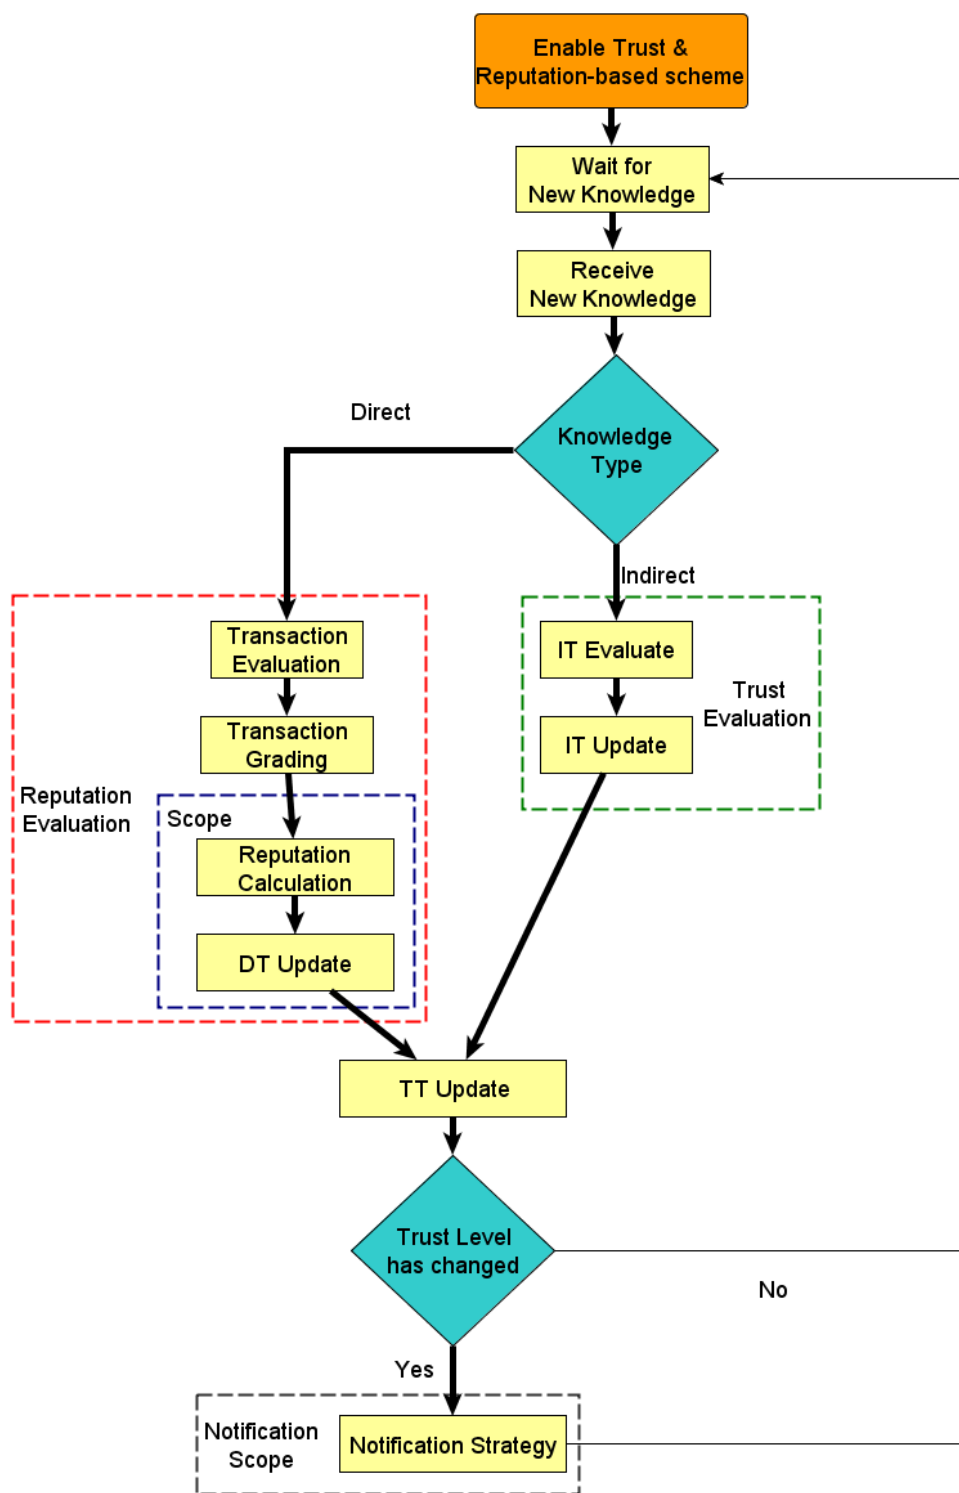 Enable Trust &
Reputation-based scheme
Wait for
New Knowledge
Receive
New Knowledge
Knowledge
Type
Direct
Indirect
Transaction
Evaluation
IT Evaluate
Trust
Evaluation
Transaction
Grading
IT Update
Reputation
Evaluation
Scope
Reputation
Calculation
DT Update
TT Update
Trust Level
has changed
No
Yes
Notification
Scope
Notification Strategy